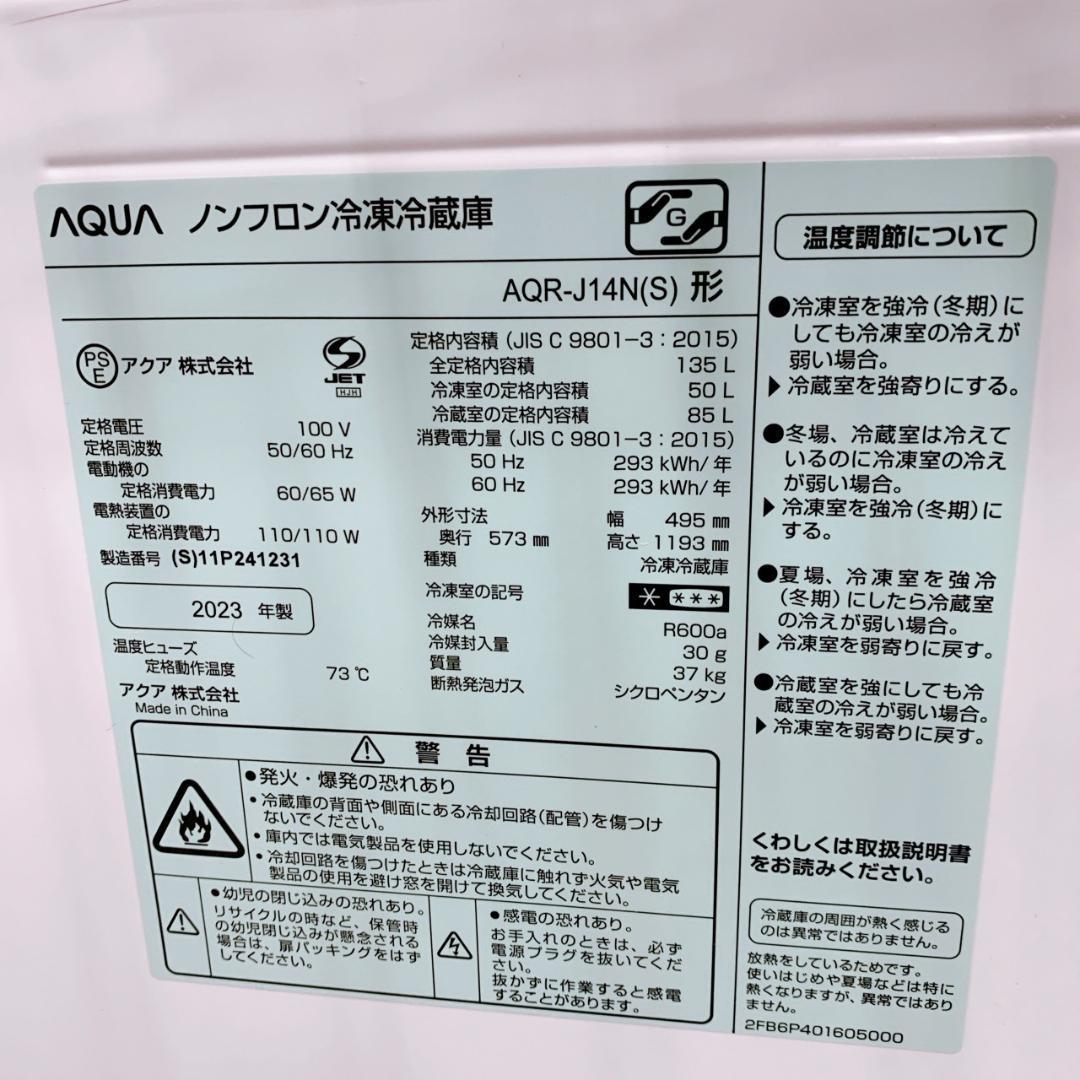 AQUA ノンフロン冷凍冷蔵庫
G
AQR-J14N(S) 形
PS
E
アクア 株式会社
JET
HJH
定格電圧 100 V
定格周波数 50/60 Hz
電動機の
定格消費電力 60/65 W
電熱装置の
定格消費電力 110/110 W
製造番号 (S)11P241231
2023 年製
温度ヒューズ
定格動作温度 73 ℃
アクア 株式会社
Made in China
定格内容積 (JIS C 9801−3：2015)
全定格内容積 135 L
冷凍室の定格内容積 50 L
冷蔵室の定格内容積 85 L
消費電力量 (JIS C 9801−3：2015)
50 Hz 293 kWh/年
60 Hz 293 kWh/年
外形寸法 幅 495 ㎜
奥行 573 ㎜ 高さ 1193 ㎜
種類 冷凍冷蔵庫
冷凍室の記号
冷媒名 R600a
冷媒封入量 30 g
質量 37 kg
断熱発泡ガス シクロペンタン
警 告
●発火・爆発の恐れあり
・冷蔵庫の背面や側面にある冷却回路(配管)を傷つけ
ないでください。
・庫内では電気製品を使用しないでください。
・冷却回路を傷つけたときは冷蔵庫に触れず火気や電気
製品の使用を避け窓を開けて換気してください。
●幼児の閉じ込みの恐れあり。
リサイクルの時など、保管時
の幼児閉じ込みが懸念される
場合は、扉パッキングをはず
してください。
●感電の恐れあり。
お手入れのときは、必ず
電源プラグを抜いてくだ
さい。
抜かずに作業すると感電
することがあります。
温度調節について
●冷凍室を強冷(冬期)に
しても冷凍室の冷えが
弱い場合。
▶冷蔵室を強寄りにする。
●冬場、冷蔵室は冷えて
いるのに冷凍室の冷え
が弱い場合。
▶冷凍室を強冷(冬期)に
する。
●夏場、冷凍室を強冷
(冬期)にしたら冷蔵室
の冷えが弱い場合。
▶冷凍室を弱寄りに戻す。
●冷蔵室を強にしても冷
蔵室の冷えが弱い場合。
▶冷凍室を弱寄りに戻す。
くわしくは取扱説明書
をお読みください。
冷蔵庫の周囲が熱く感じる
のは異常ではありません。
放熱をしているためです。
使いはじめや夏場などは特に
熱くなりますが、異常ではあり
ません。
2FB6P401605000